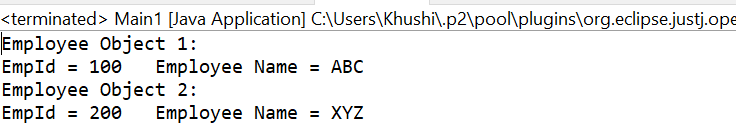 <terminated> Main1 [Java Application] C:\Users\Khushi\.p2\pool\plugins\org.eclipse.justj.ope
Employee Object 1:
EmpId = 100   Employee Name = ABC
Employee Object 2:
EmpId = 200   Employee Name = XYZ